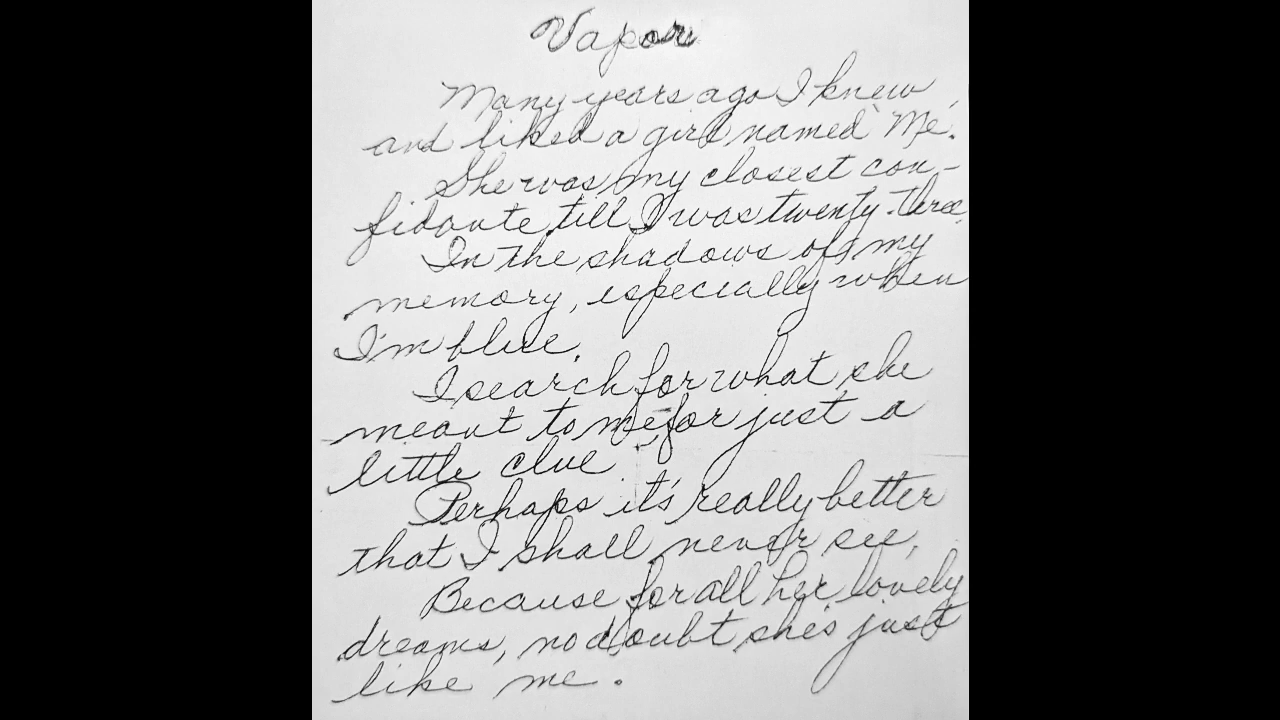 Vapor
Many years ago I knew
and liked a girl named "Me".
She was my closest con-
fidante till I was twenty-three.
In the shadows of my
memory, especially when
I'm blue.
I search for what she
meant to me, for just a
little clue.
Perhaps it's really better
that I shall never see,
Because for all her lovely
dreams, no doubt she's just
like me.